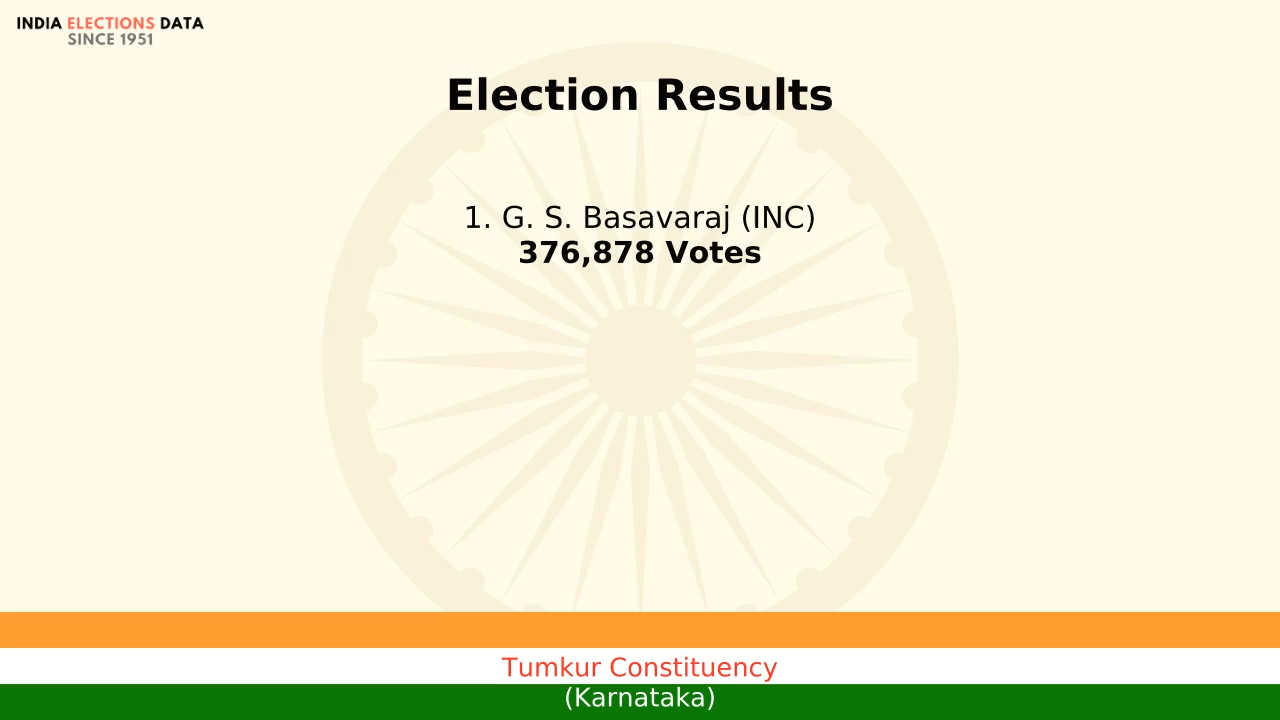 INDIA ELECTIONS DATA
SINCE 1951
Election Results
1. G. S. Basavaraj (INC)
376,878 Votes
Tumkur Constituency
(Karnataka)